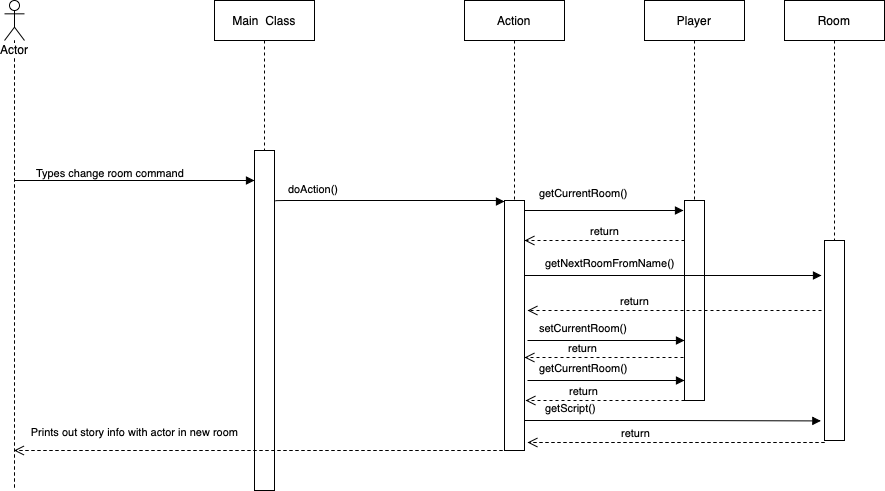 Main  Class
Action
Player
Room
Actor
Types change room command
doAction()
getCurrentRoom()
return
getNextRoomFromName()
return
setCurrentRoom()
return
getCurrentRoom()
return
getScript()
Prints out story info with actor in new room
return